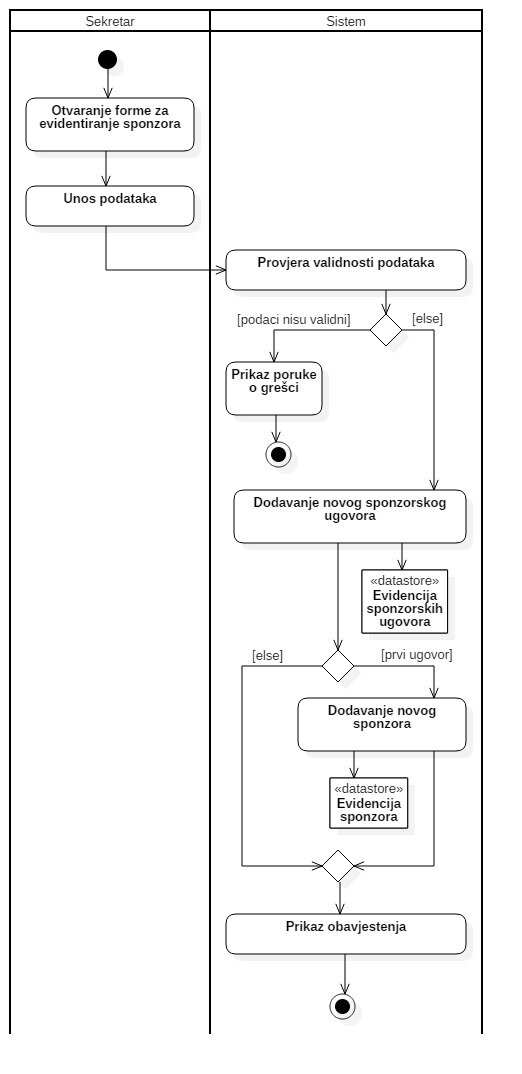 Sekretar
Sistem
Otvaranje forme za
evidentiranje sponzora
Unos podataka
Provjera validnosti podataka
[podaci nisu validni]
[else]
Prikaz poruke
o grešci
Dodavanje novog sponzorskog
ugovora
«datastore»
Evidencija
sponzorskih
ugovora
[else]
[prvi ugovor]
Dodavanje novog
sponzora
«datastore»
Evidencija
sponzora
Prikaz obavjestenja